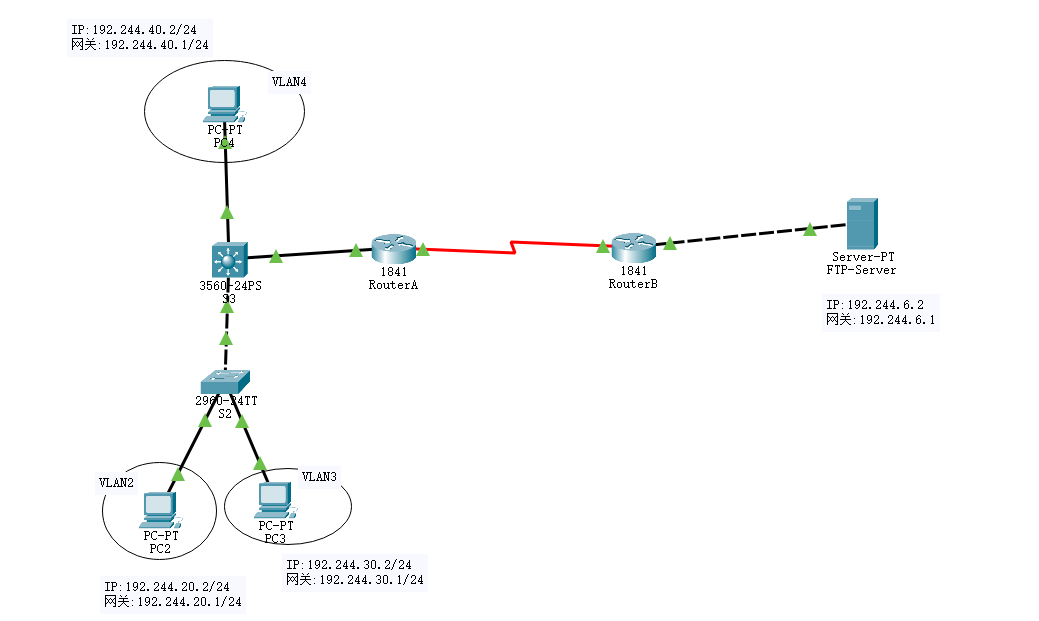 IP:192.244.40.2/24
网关:192.244.40.1/24
VLAN4
PC-PT
PC4
3560-24PS
S3
1841
RouterA
1841
RouterB
Server-PT
FTP-Server
IP:192.244.6.2
网关:192.244.6.1
2960-24TT
S2
VLAN2
VLAN3
PC-PT
PC2
PC-PT
PC3
IP:192.244.30.2/24
网关:192.244.30.1/24
IP:192.244.20.2/24
网关:192.244.20.1/24